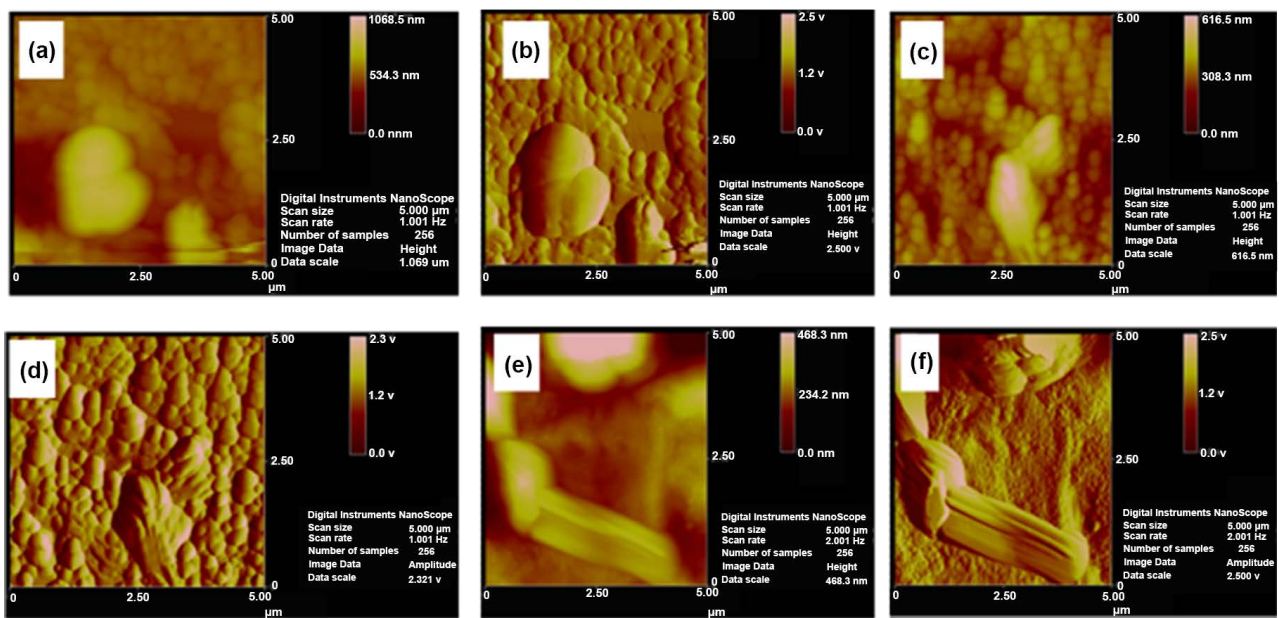 (a)
5.00
1068.5 nm
534.3 nm
0.0 nnm
2.50
Digital Instruments NanoScope
Scan size 5.000 µm
Scan rate 1.001 Hz
Number of samples 256
Image Data Height
Data scale 1.069 um
0
0 2.50 5.00
µm
(b)
5.00
2.5 v
1.2 v
0.0 v
2.50
Digital Instruments NanoScope
Scan size 5.000 µm
Scan rate 1.001 Hz
Number of samples 256
Image Data Height
Data scale 2.500 v
0
0 2.50 5.00
µm
(c)
5.00
616.5 nm
308.3 nm
0.0 nm
2.50
Digital Instruments NanoScope
Scan size 5.000 µm
Scan rate 1.001 Hz
Number of samples 256
Image Data Height
Data scale 616.5 nm
0
0 2.50 5.00
µm
(d)
5.00
2.3 v
1.2 v
0.0 v
2.50
Digital Instruments NanoScope
Scan size 5.000 µm
Scan rate 1.001 Hz
Number of samples 256
Image Data Amplitude
Data scale 2.321 v
0
0 2.50 5.00
µm
(e)
5.00
468.3 nm
234.2 nm
0.0 nm
2.50
Digital Instruments NanoScope
Scan size 5.000 µm
Scan rate 2.001 Hz
Number of samples 256
Image Data Height
Data scale 468.3 nm
0
0 2.50 5.00
µm
(f)
5.00
2.5 v
1.2 v
0.0 v
2.50
Digital Instruments NanoScope
Scan size 5.000 µm
Scan rate 2.001 Hz
Number of samples 256
Image Data Amplitude
Data scale 2.500 v
0
0 2.50 5.00
µm